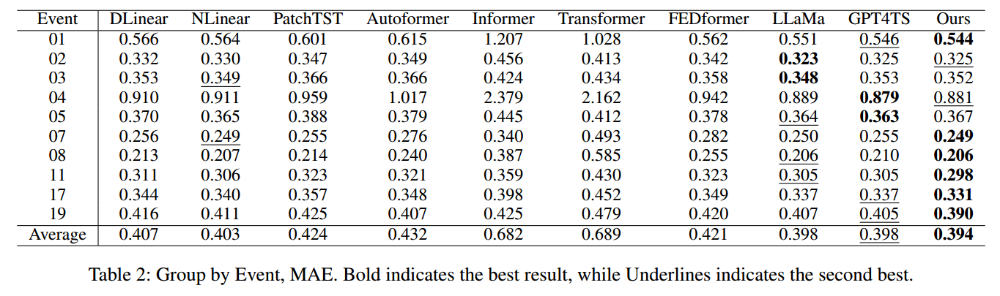 Event DLinear NLinear PatchTST Autoformer Informer Transformer FEDformer LLaMa GPT4TS Ours
01 0.566 0.564 0.601 0.615 1.207 1.028 0.562 0.551 0.546 0.544
02 0.332 0.330 0.347 0.349 0.456 0.413 0.342 0.323 0.325 0.325
03 0.353 0.349 0.366 0.366 0.424 0.434 0.358 0.348 0.353 0.352
04 0.910 0.911 0.959 1.017 2.379 2.162 0.942 0.889 0.879 0.881
05 0.370 0.365 0.388 0.379 0.445 0.412 0.378 0.364 0.363 0.367
07 0.256 0.249 0.255 0.276 0.340 0.493 0.282 0.250 0.255 0.249
08 0.213 0.207 0.214 0.240 0.387 0.585 0.255 0.206 0.210 0.206
11 0.311 0.306 0.323 0.321 0.359 0.430 0.323 0.305 0.305 0.298
17 0.344 0.340 0.357 0.348 0.398 0.452 0.349 0.337 0.337 0.331
19 0.416 0.411 0.425 0.407 0.425 0.479 0.420 0.407 0.405 0.390
Average 0.407 0.403 0.424 0.432 0.682 0.689 0.421 0.398 0.398 0.394
Table 2: Group by Event, MAE. Bold indicates the best result, while Underlines indicates the second best.